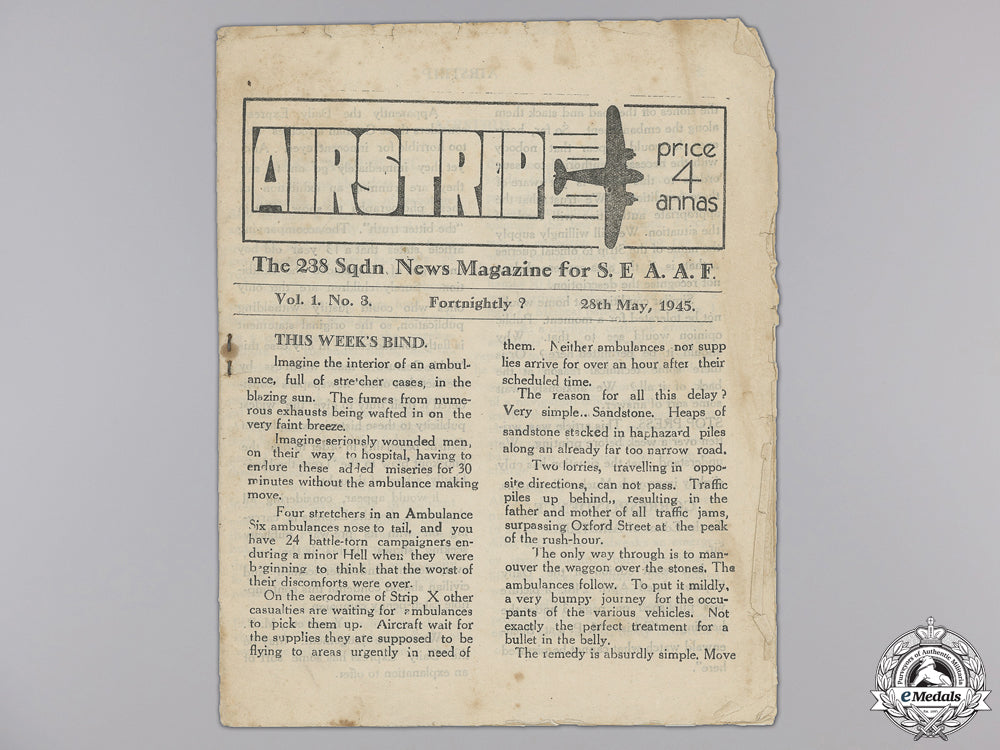 AIRSTRIP
price
4
annas
The 238 Sqdn News Magazine for S. E A. A. F.
Vol. 1. No. 3. Fortnightly ? 28th May, 1945.
THIS WEEK'S BIND.
Imagine the interior of an ambul-
ance, full of stretcher cases, in the
blazing sun. The fumes from nume-
rous exhausts being wafted in on the
very faint breeze.
Imagine seriously wounded men,
on their way to hospital, having to
endure these added miseries for 30
minutes without the ambulance making
move.
Four stretchers in an Ambulance
Six ambulances nose to tail, and you
have 24 battle-torn campaigners en-
during a minor Hell when they were
beginning to think that the worst of
their discomforts were over.
On the aerodrome of Strip X other
casualties are waiting for ambulances
to pick them up. Aircraft wait for
the supplies they are supposed to be
flying to areas urgently in need of
them. Neither ambulances nor supp
lies arrive for over an hour after their
scheduled time.
The reason for all this delay?
Very simple.. Sandstone. Heaps of
sandstone stacked in haphazard piles
along an already far too narrow road.
Two lorries, travelling in oppo-
site directions, can not pass. Traffic
piles up behind,, resulting in the
father and mother of all traffic jams,
surpassing Oxford Street at the peak
of the rush-hour.
The only way through is to man-
ouver the waggon over the stones. The
ambulances follow. To put it mildly,
a very bumpy journey for the occu-
pants of the various vehicles. Not
exactly the perfect treatment for a
bullet in the belly.
The remedy is absurdly simple. Move
Purveyors of Authentic Militaria
eMedals